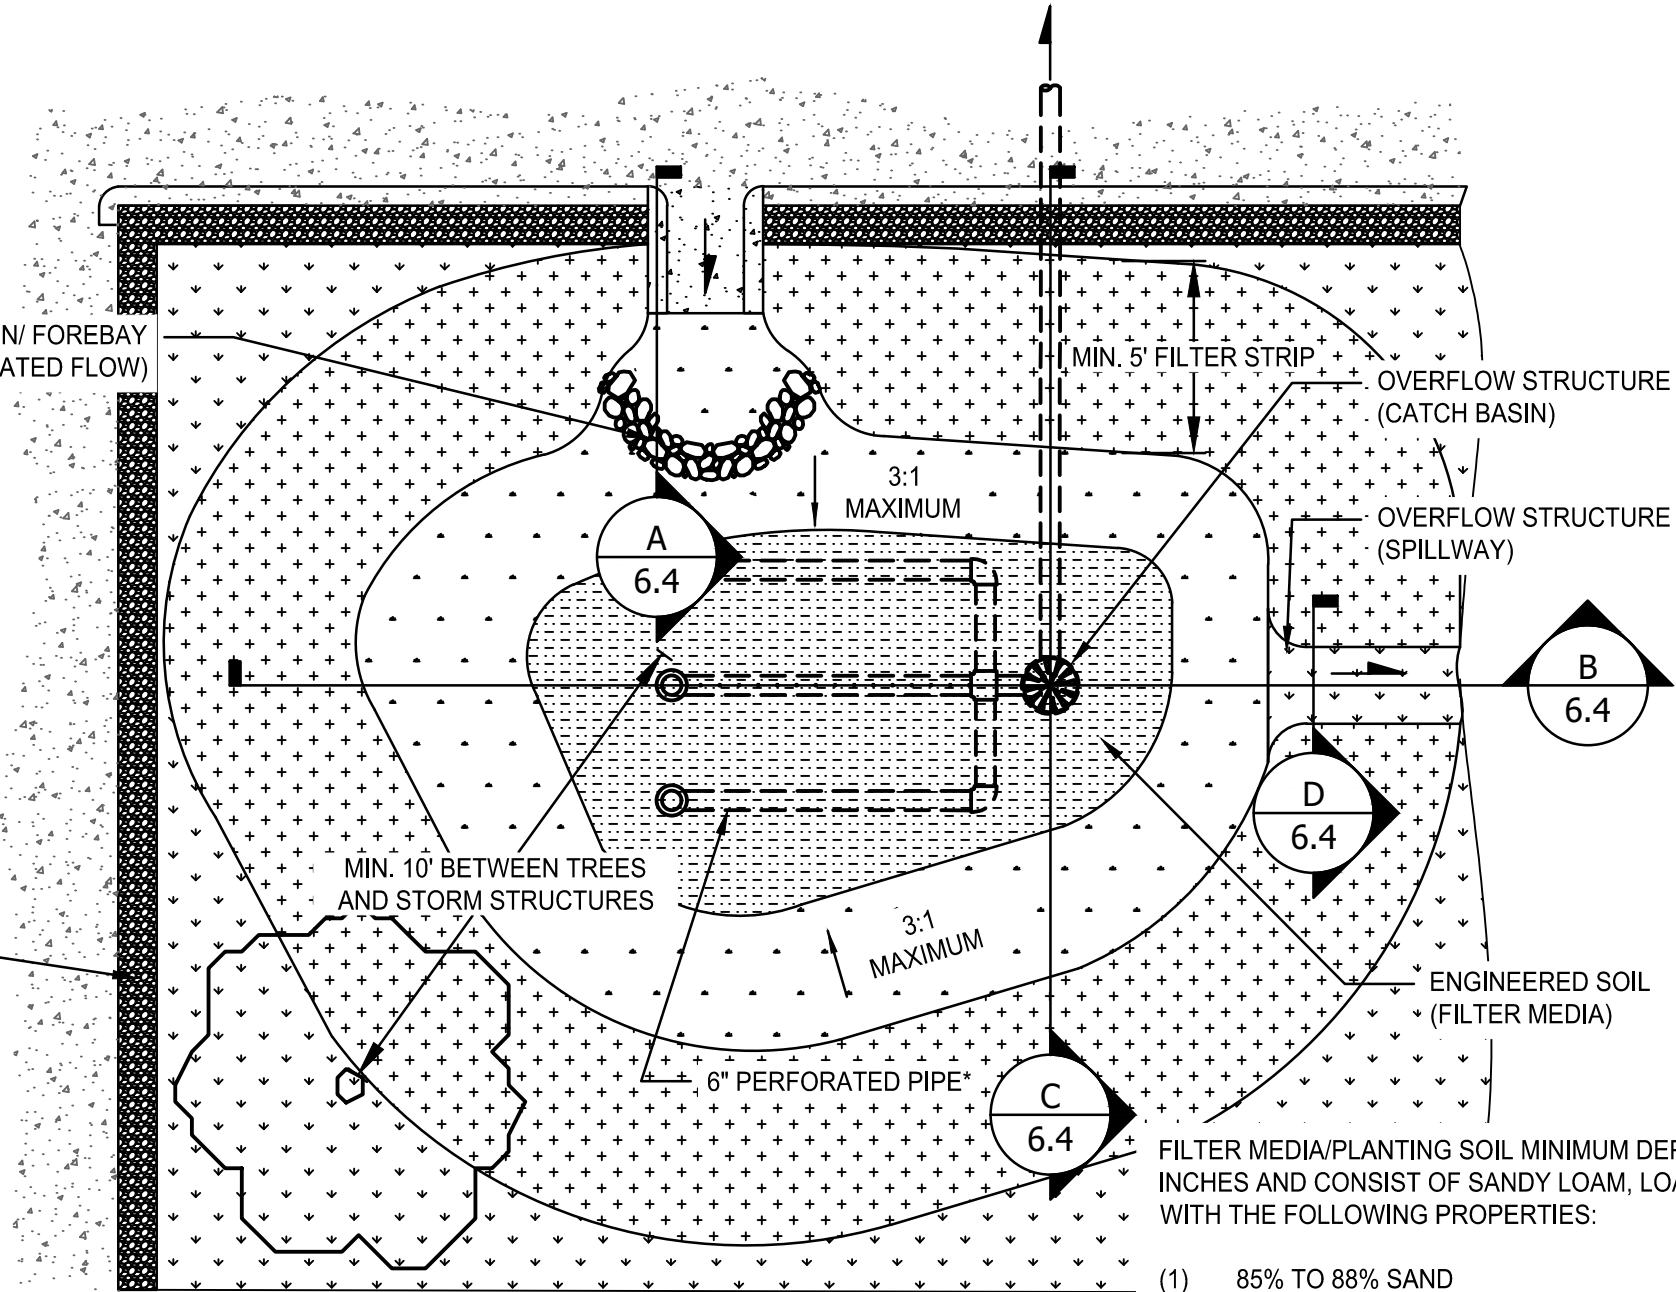 N/ FOREBAY
ATED FLOW)
MIN. 5' FILTER STRIP
OVERFLOW STRUCTURE
(CATCH BASIN)
3:1
MAXIMUM
OVERFLOW STRUCTURE
(SPILLWAY)
A
6.4
B
6.4
D
6.4
MIN. 10' BETWEEN TREES
AND STORM STRUCTURES
3:1
MAXIMUM
ENGINEERED SOIL
(FILTER MEDIA)
6" PERFORATED PIPE*
C
6.4
FILTER MEDIA/PLANTING SOIL MINIMUM
INCHES AND CONSIST OF SANDY LOAM,
WITH THE FOLLOWING PROPERTIES:
(1) 85% TO 88% SAND